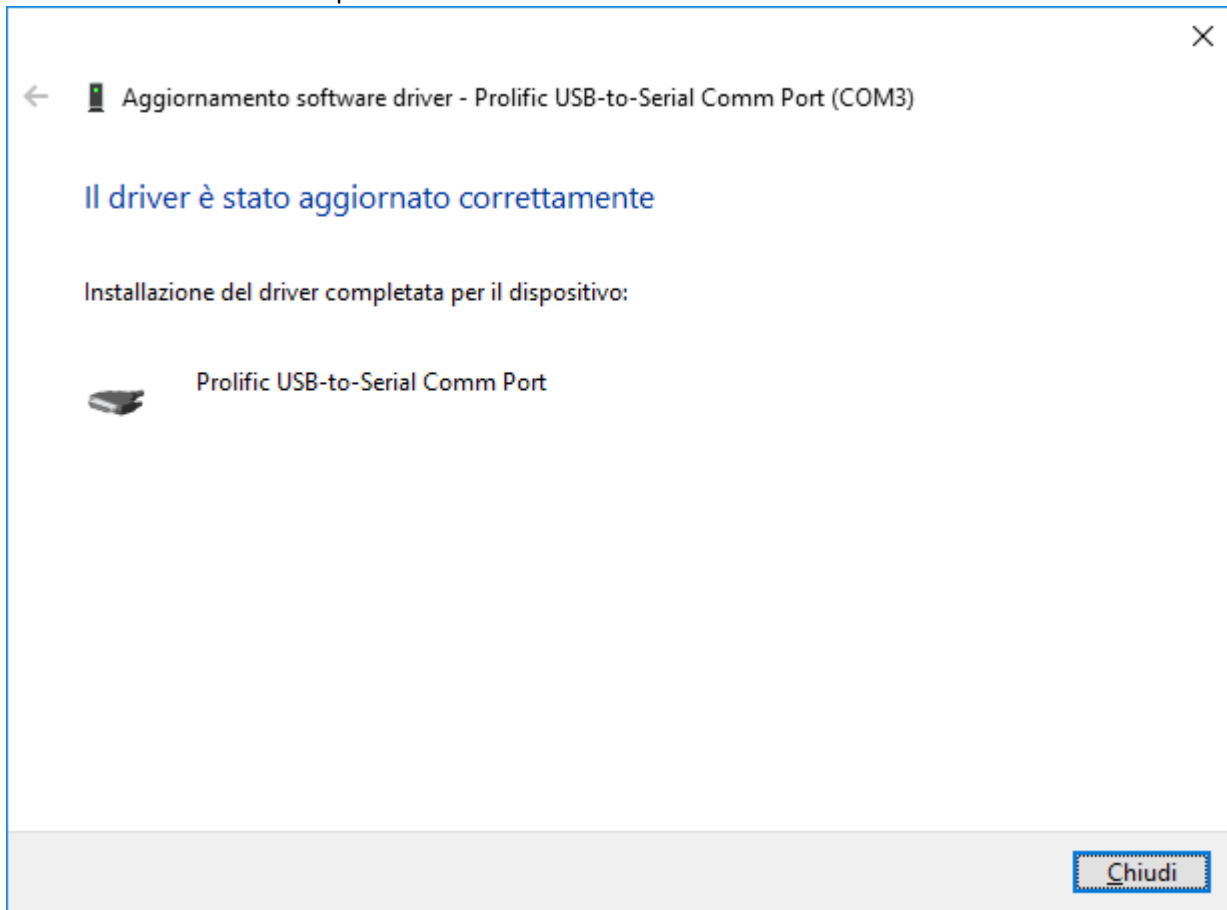 Aggiornamento software driver - Prolific USB-to-Serial Comm Port (COM3)
Il driver è stato aggiornato correttamente
Installazione del driver completata per il dispositivo:
Prolific USB-to-Serial Comm Port
Chiudi